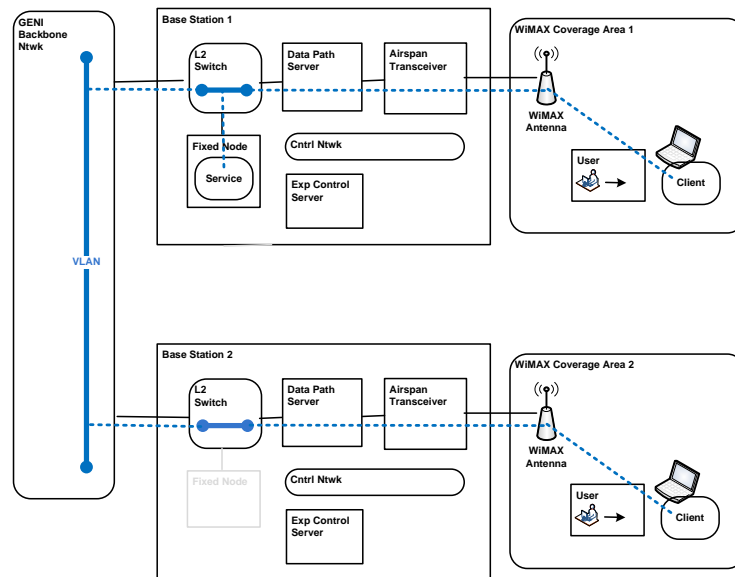 GENI
Backbone
Ntwk
VLAN
Base Station 1
L2
Switch
Data Path
Server
Airspan
Transceiver
Fixed Node
Service
Cntrl Ntwk
Exp Control
Server
WiMAX Coverage Area 1
WiMAX
Antenna
User
Client
Base Station 2
L2
Switch
Data Path
Server
Airspan
Transceiver
Fixed Node
Cntrl Ntwk
Exp Control
Server
WiMAX Coverage Area 2
WiMAX
Antenna
User
Client